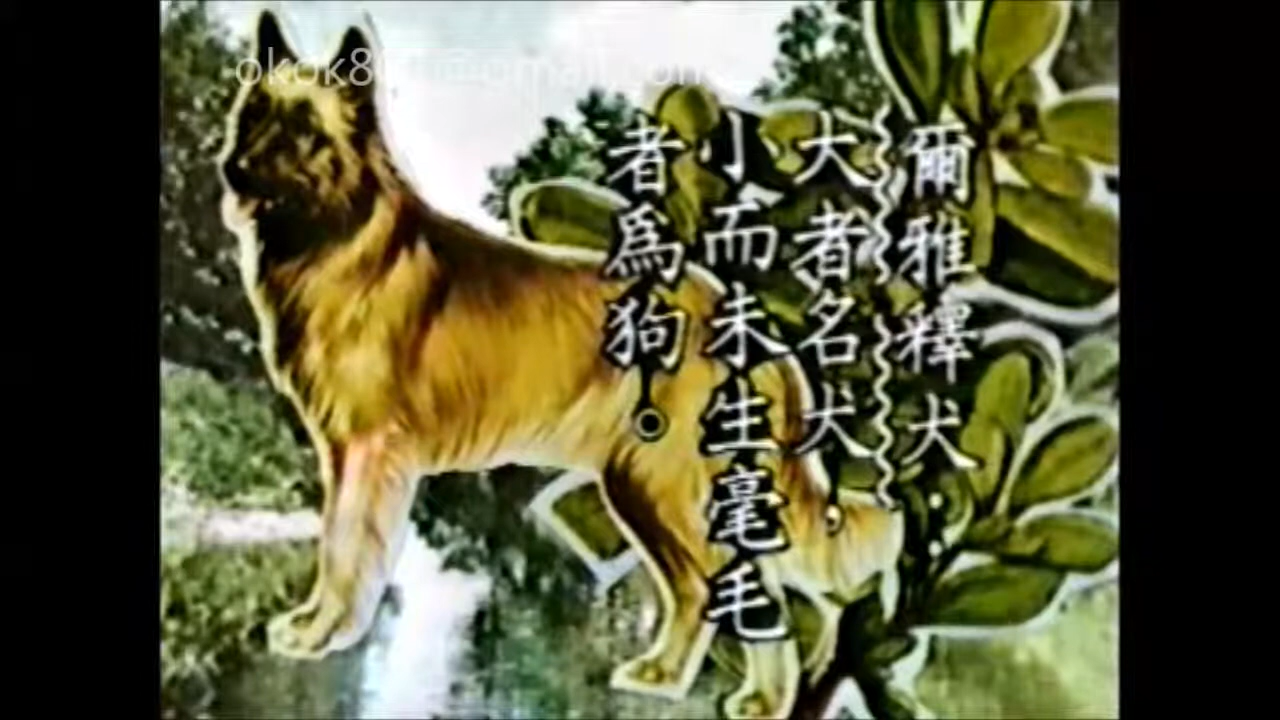 爾雅釋犬：
大者名犬，
小而未生毫毛
者爲狗。